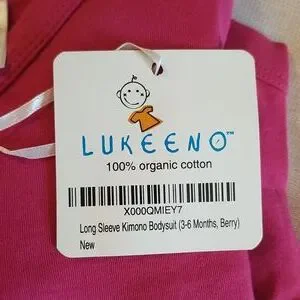 LUKEENO™
100% organic cotton
X000QMIEY7
Long Sleeve Kimono Bodysuit (3-6 Months, Berry)
New